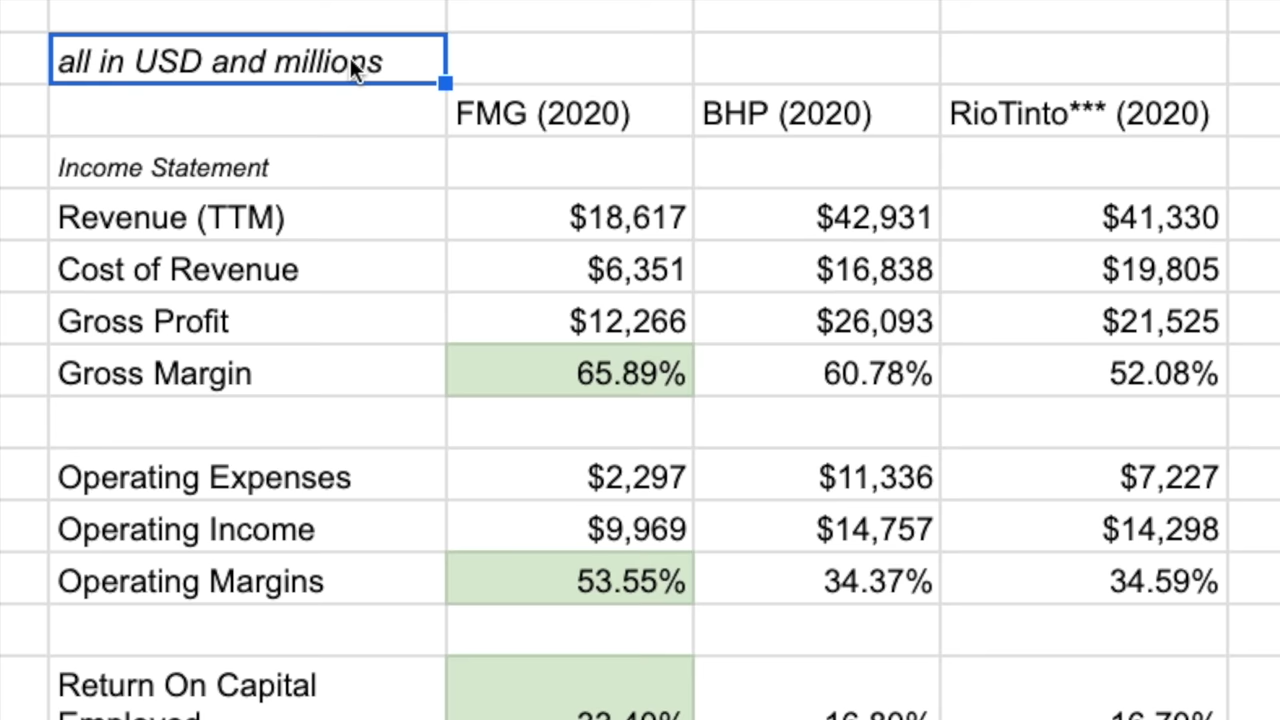 all in USD and millions
FMG (2020) BHP (2020) RioTinto*** (2020)
Income Statement
Revenue (TTM) $18,617 $42,931 $41,330
Cost of Revenue $6,351 $16,838 $19,805
Gross Profit $12,266 $26,093 $21,525
Gross Margin 65.89% 60.78% 52.08%
Operating Expenses $2,297 $11,336 $7,227
Operating Income $9,969 $14,757 $14,298
Operating Margins 53.55% 34.37% 34.59%
Return On Capital
Employed